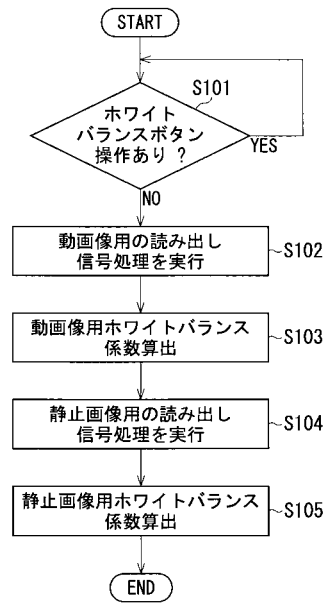 START
S101
ホワイト
バランスボタン
操作あり ?
YES
NO
動画像用の読み出し
信号処理を実行
S102
動画像用ホワイトバランス
係数算出
S103
静止画像用の読み出し
信号処理を実行
S104
静止画像用ホワイトバランス
係数算出
S105
END